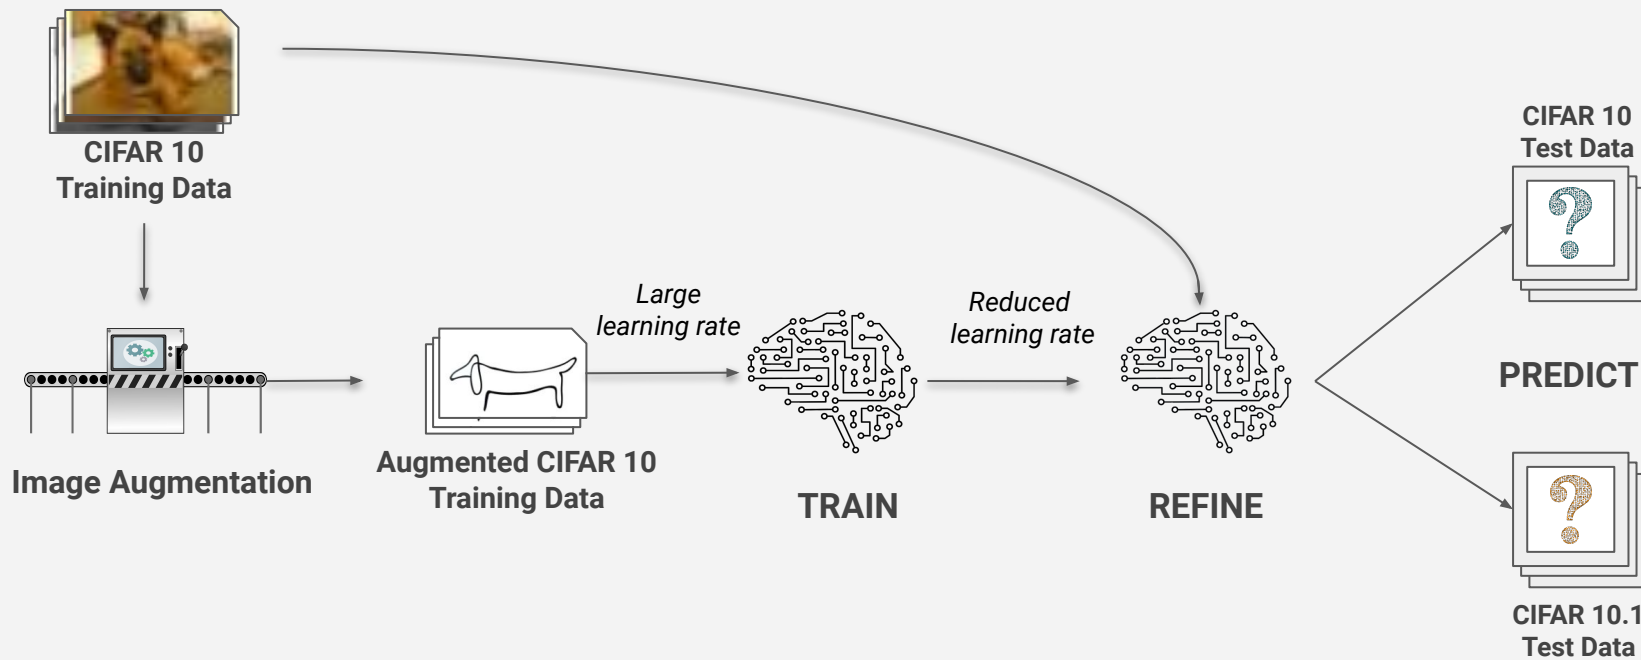 CIFAR 10
Training Data
Image Augmentation
Augmented CIFAR 10
Training Data
Large
learning rate
TRAIN
Reduced
learning rate
REFINE
CIFAR 10
Test Data
PREDICT
CIFAR 10.1
Test Data